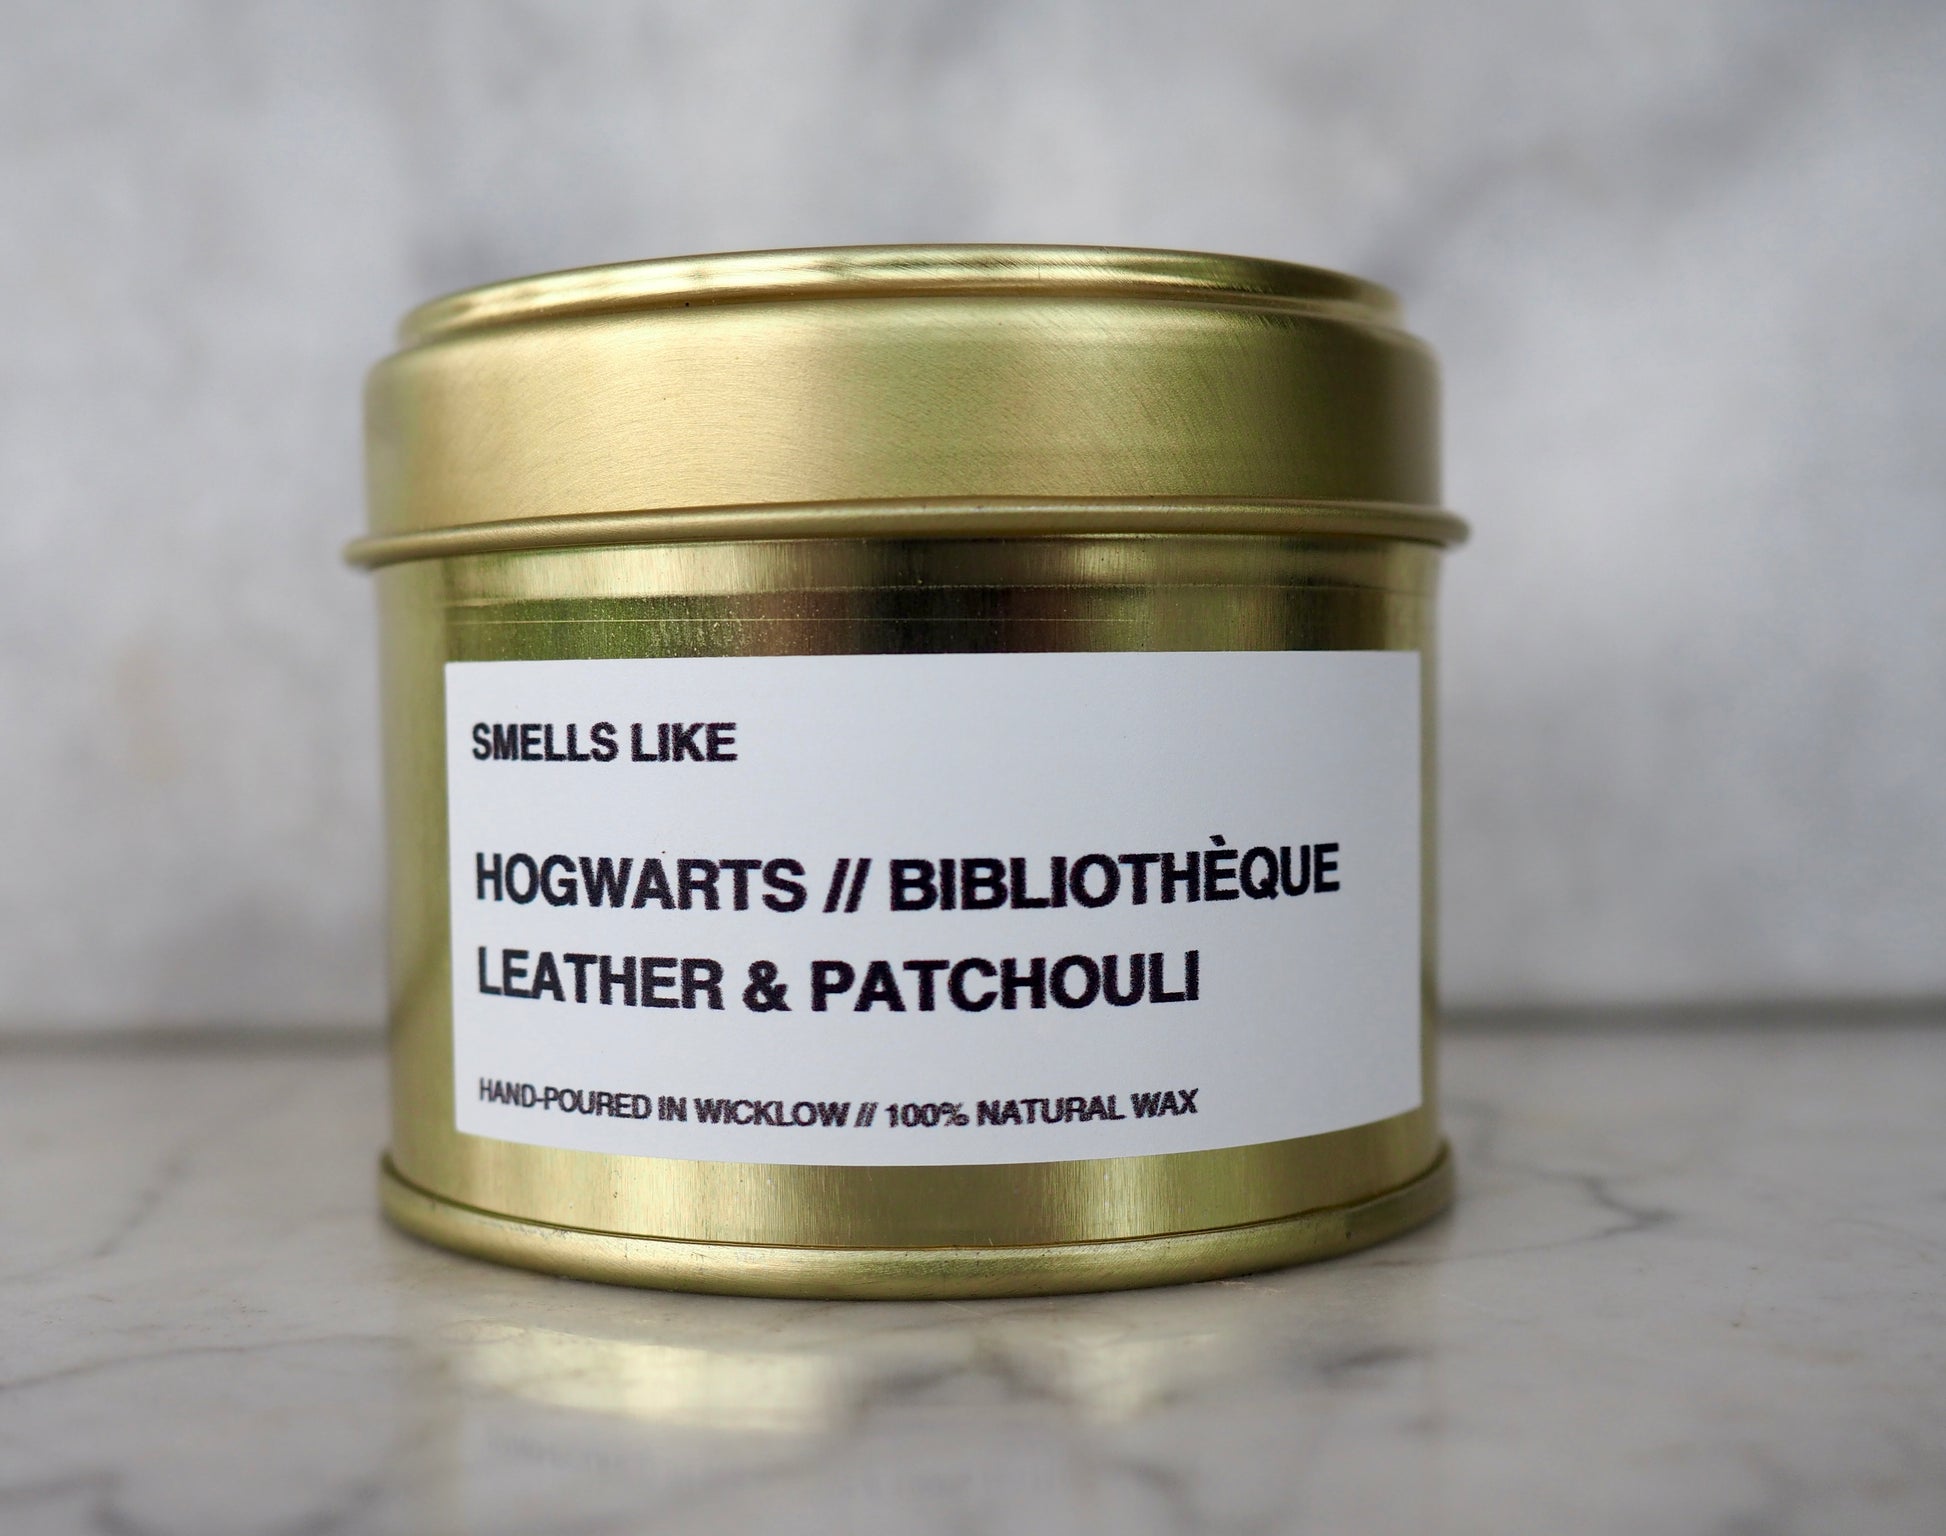 SMELLS LIKE
HOGWARTS // BIBLIOTHÈQUE
LEATHER & PATCHOULI
HAND-POURED IN WICKLOW // 100% NATURAL WAX